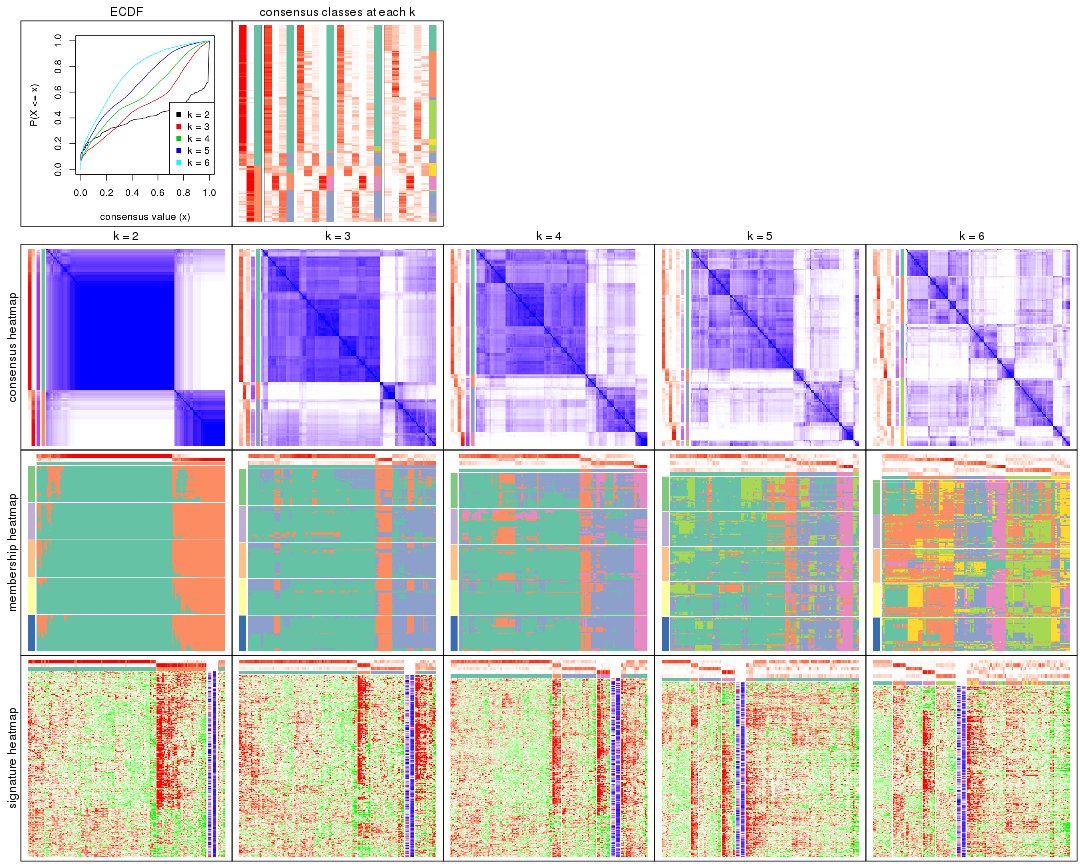 ECDF
consensus classes at each k
P(X <= x)
0.0 0.2 0.4 0.6 0.8 1.0
k = 2
k = 3
k = 4
k = 5
k = 6
0.0 0.2 0.4 0.6 0.8 1.0
consensus value (x)
k = 2
k = 3
k = 4
k = 5
k = 6
consensus heatmap
membership heatmap
signature heatmap